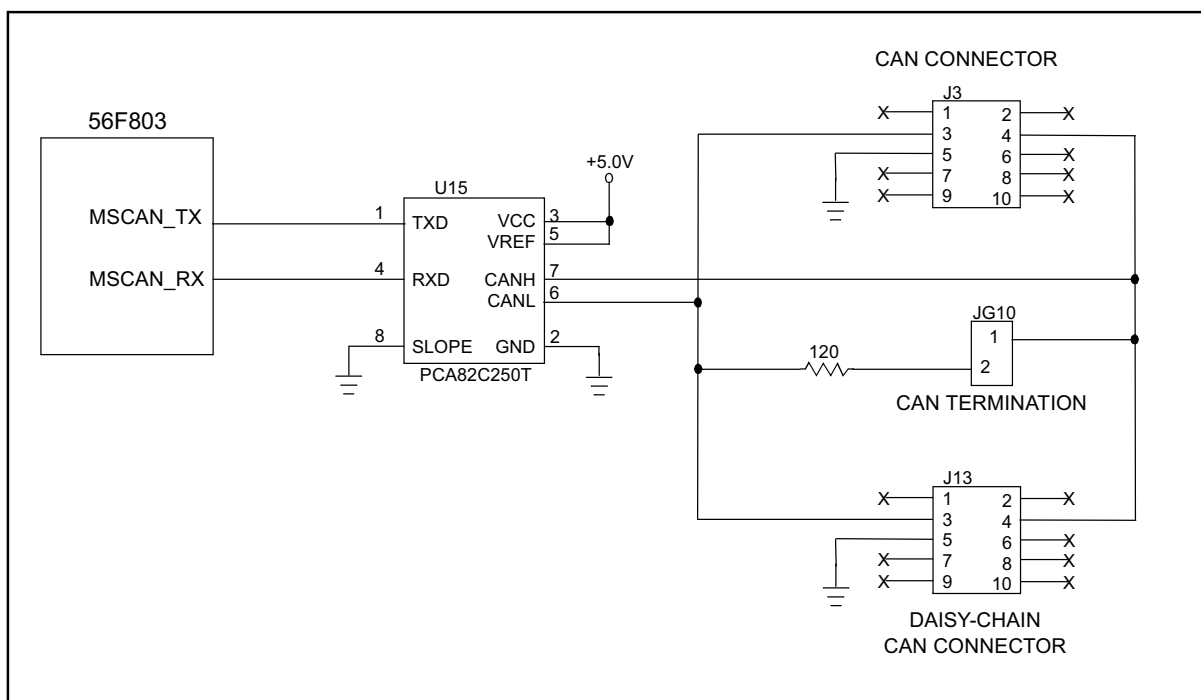 CAN CONNECTOR
J3
X 1 2 X
3 4
5 6 X
X 7 8 X
X 9 10 X
56F803
MSCAN_TX
MSCAN_RX
+5.0V
U15
1 TXD VCC 3
VREF 5
4 RXD CANH 7
CANL 6
8 SLOPE GND 2
PCA82C250T
JG10
1
2
120
CAN TERMINATION
J13
X 1 2 X
3 4
5 6 X
X 7 8 X
X 9 10 X
DAISY-CHAIN
CAN CONNECTOR